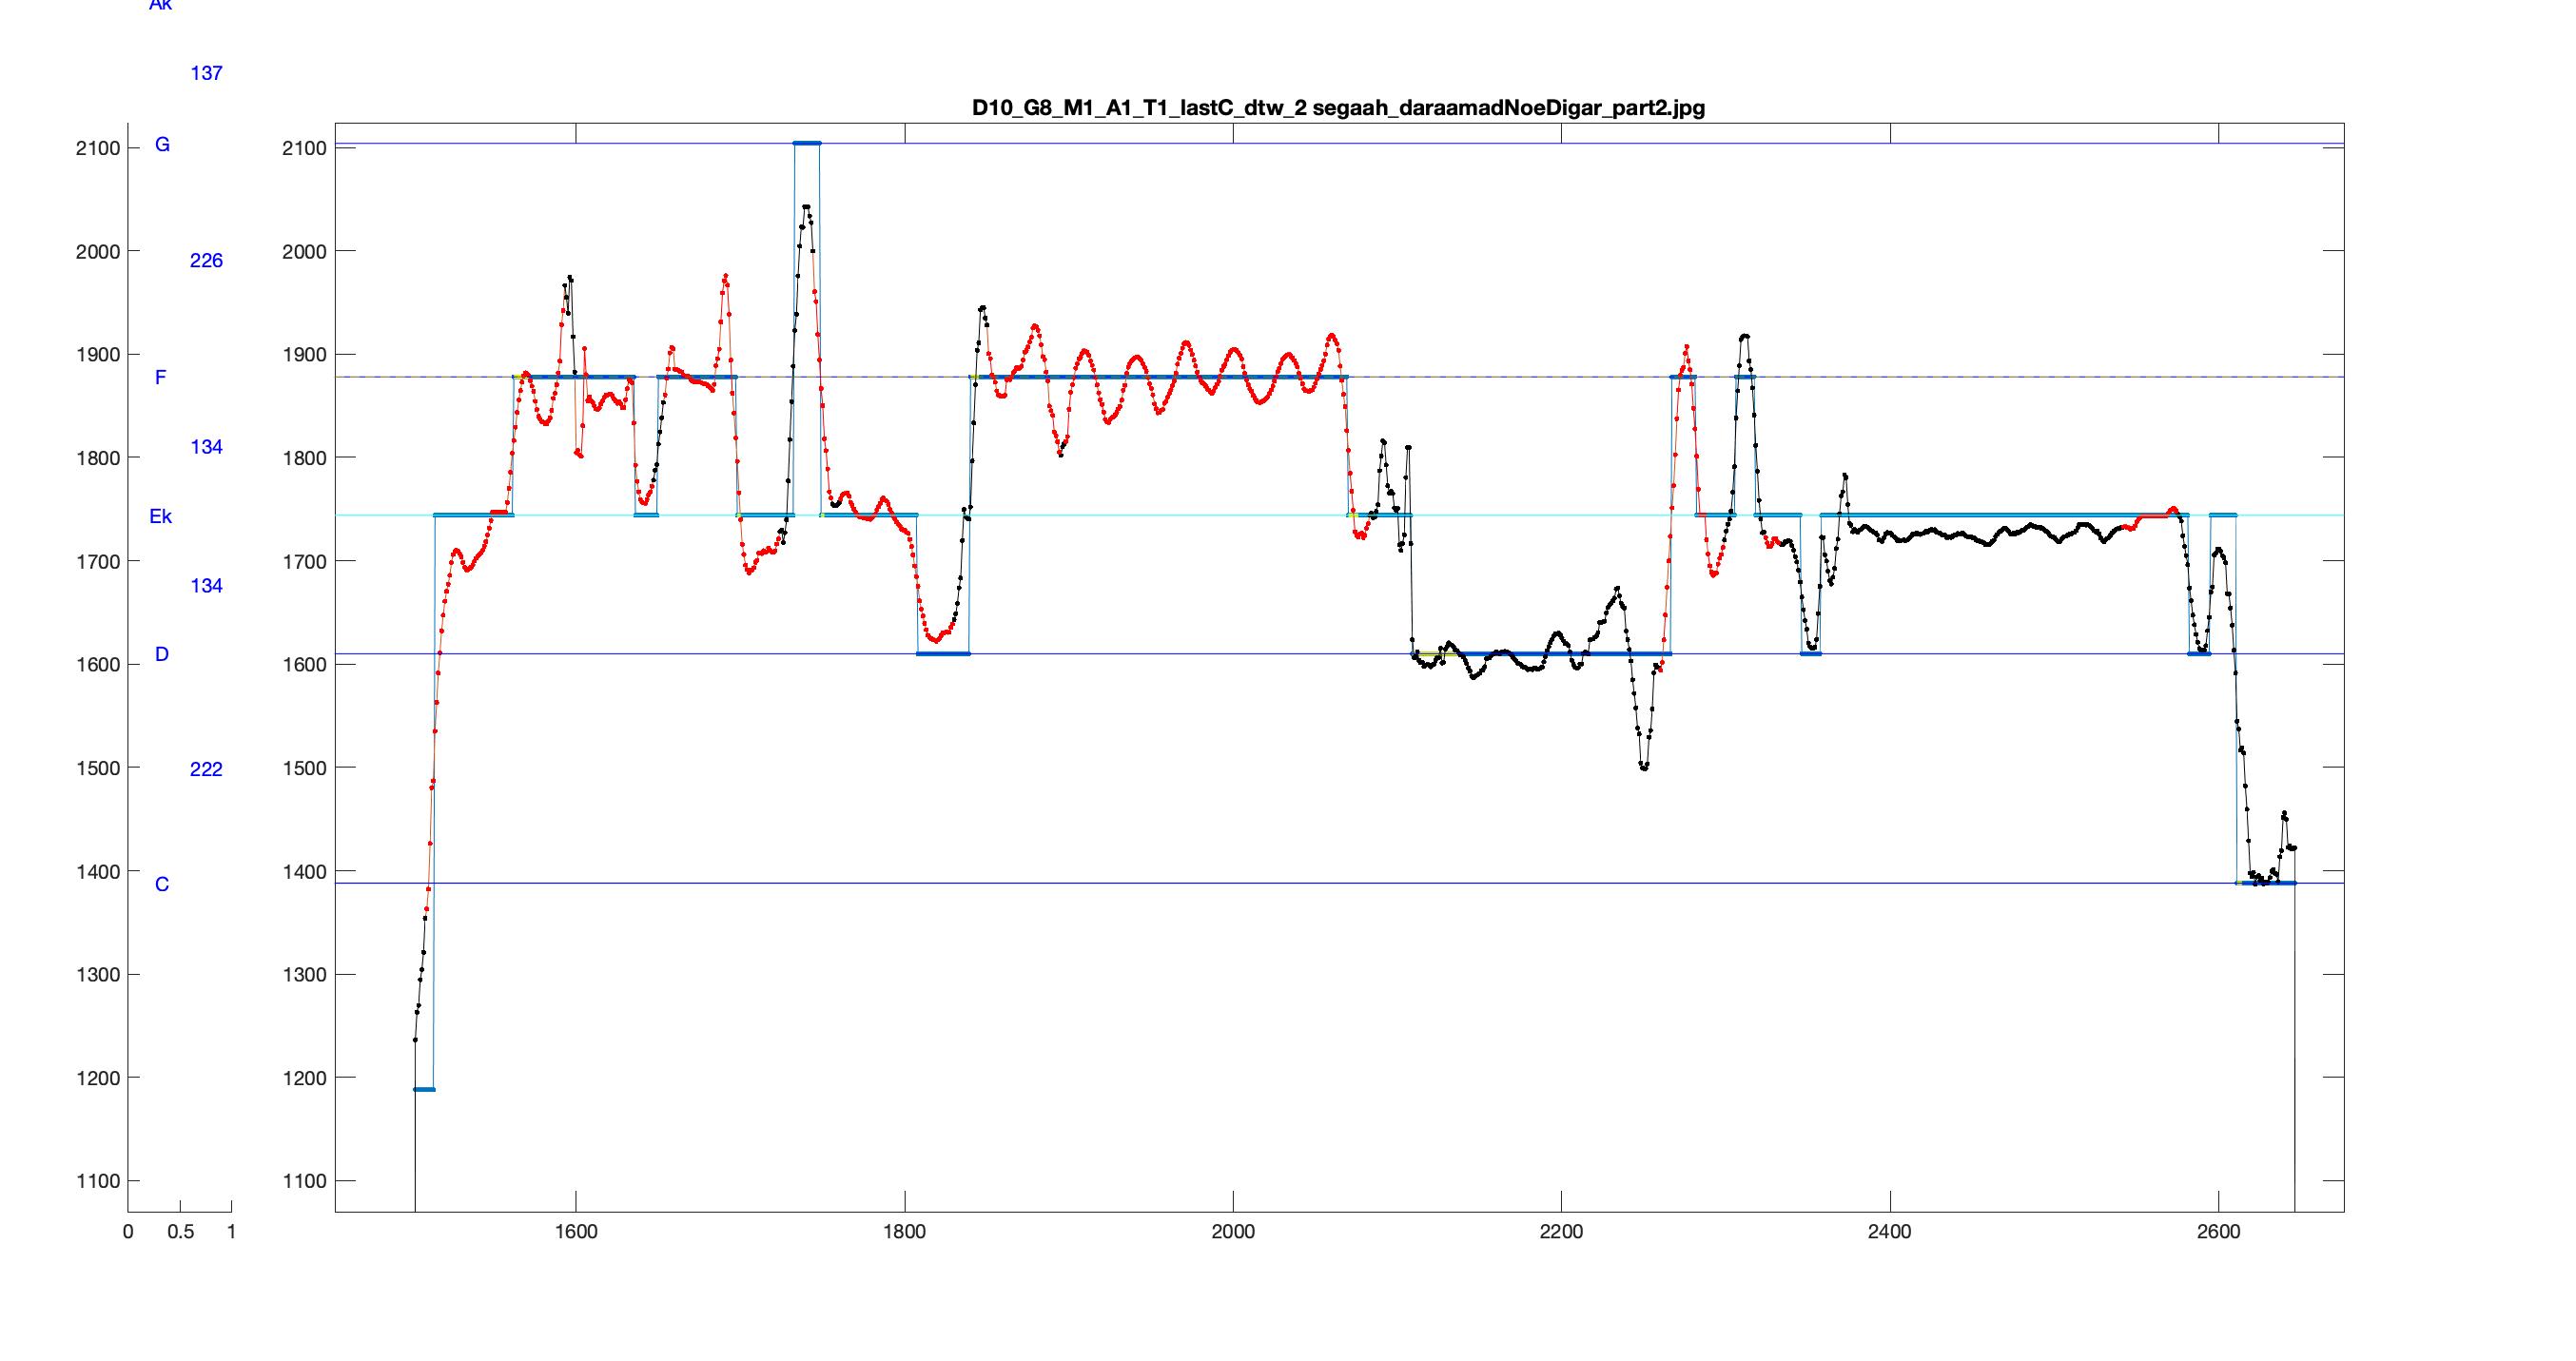 Ak
137
D10_G8_M1_A1_T1_lastC_dtw_2 segaah_daraamadNoeDigar_part2.jpg
2100 G 2100
2000 2000
226
1900 1900
F
134
1800 1800
Ek
1700 1700
134
D
1600 1600
222
1500 1500
1400 1400
C
1300 1300
1200 1200
1100 1100
0 0.5 1 1600 1800 2000 2200 2400 2600